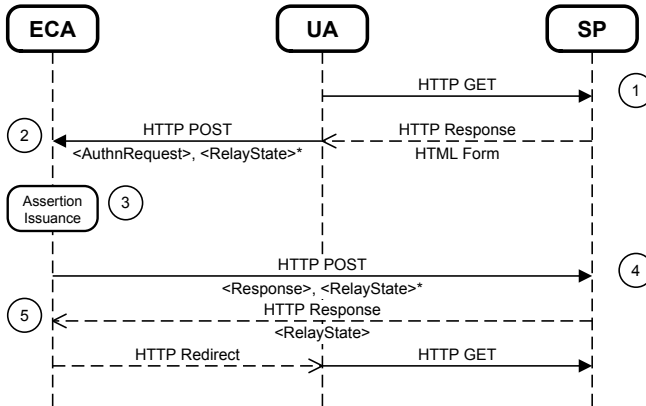 ECA
UA
SP
HTTP GET
1
2
HTTP POST
HTTP Response
<AuthnRequest>, <RelayState>*
HTML Form
Assertion
Issuance
3
HTTP POST
4
<Response>, <RelayState>*
5
HTTP Response
<RelayState>
HTTP Redirect
HTTP GET